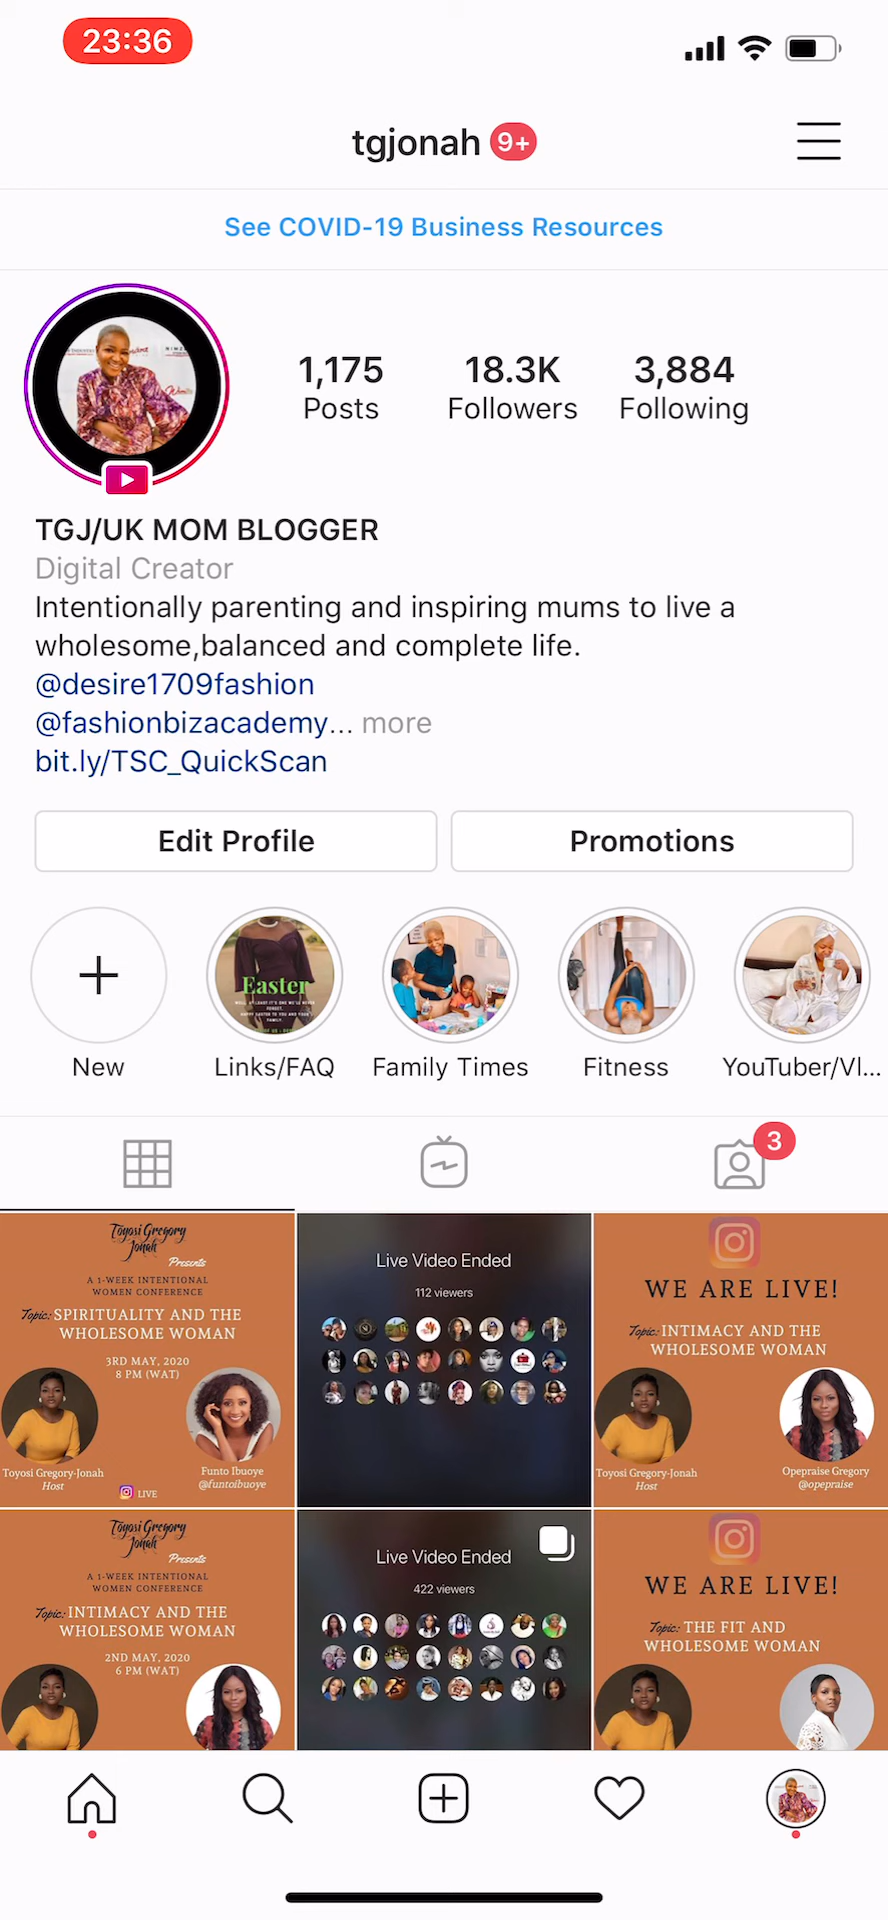 23:36
tgjonah 9+
See COVID-19 Business Resources
1,175 18.3K 3,884
Posts Followers Following
TGJ/UK MOM BLOGGER
Digital Creator
Intentionally parenting and inspiring mums to live a
wholesome,balanced and complete life.
@desire1709fashion
@fashionbizacademy... more
bit.ly/TSC_QuickScan
Edit Profile Promotions
Easter
New Links/FAQ Family Times Fitness YouTuber/Vl...
3
Toyosi Gregory
Jonah
Presents
A 1-WEEK INTENTIONAL
WOMEN CONFERENCE
Topic: SPIRITUALITY AND THE
WHOLESOME WOMAN
3RD MAY, 2020
8 PM (WAT)
Toyosi Gregory-Jonah
Host
Funto Ibuoye
@funtoibuoye
LIVE
Live Video Ended
112 viewers
WE ARE LIVE!
Topic: INTIMACY AND THE
WHOLESOME WOMAN
Toyosi Gregory-Jonah
Host
Opepraise Gregory
@opepraise
Toyosi Gregory
Jonah
Presents
A 1-WEEK INTENTIONAL
WOMEN CONFERENCE
Topic: INTIMACY AND THE
WHOLESOME WOMAN
2ND MAY, 2020
6 PM (WAT)
Live Video Ended
422 viewers
WE ARE LIVE!
Topic: THE FIT AND
WHOLESOME WOMAN